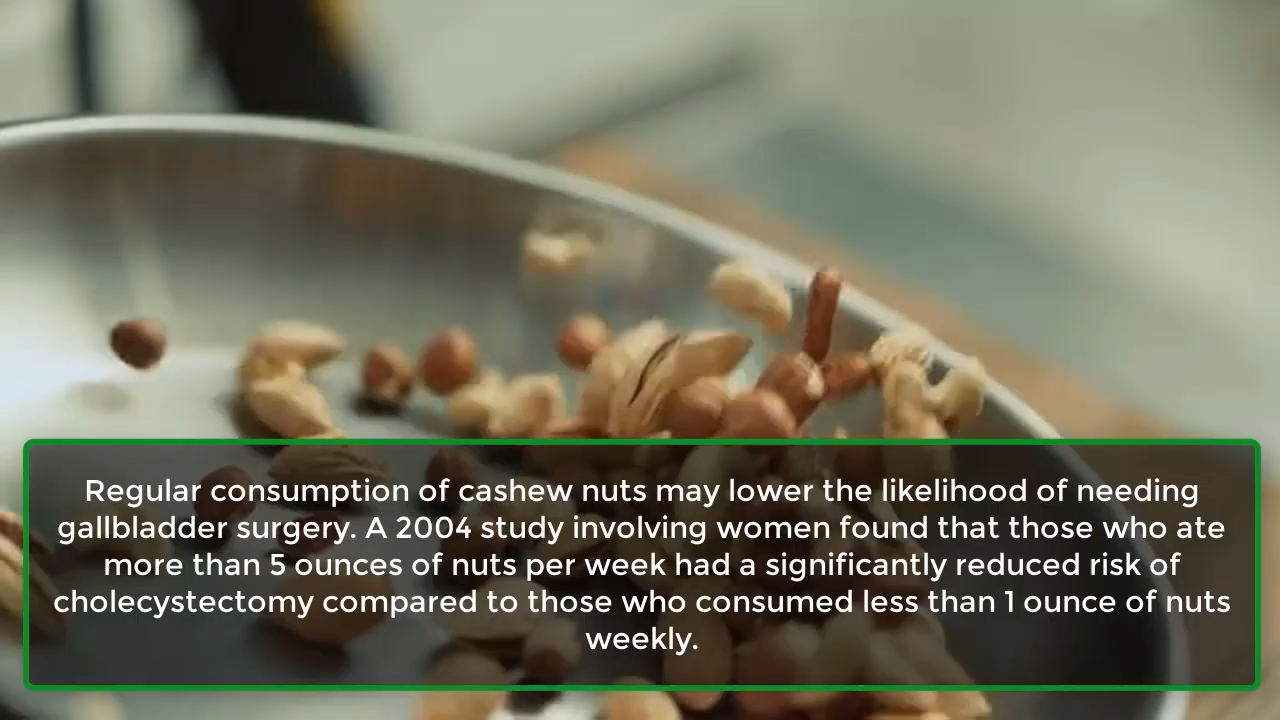 Regular consumption of cashew nuts may lower the likelihood of needing
gallbladder surgery. A 2004 study involving women found that those who ate
more than 5 ounces of nuts per week had a significantly reduced risk of
cholecystectomy compared to those who consumed less than 1 ounce of nuts
weekly.